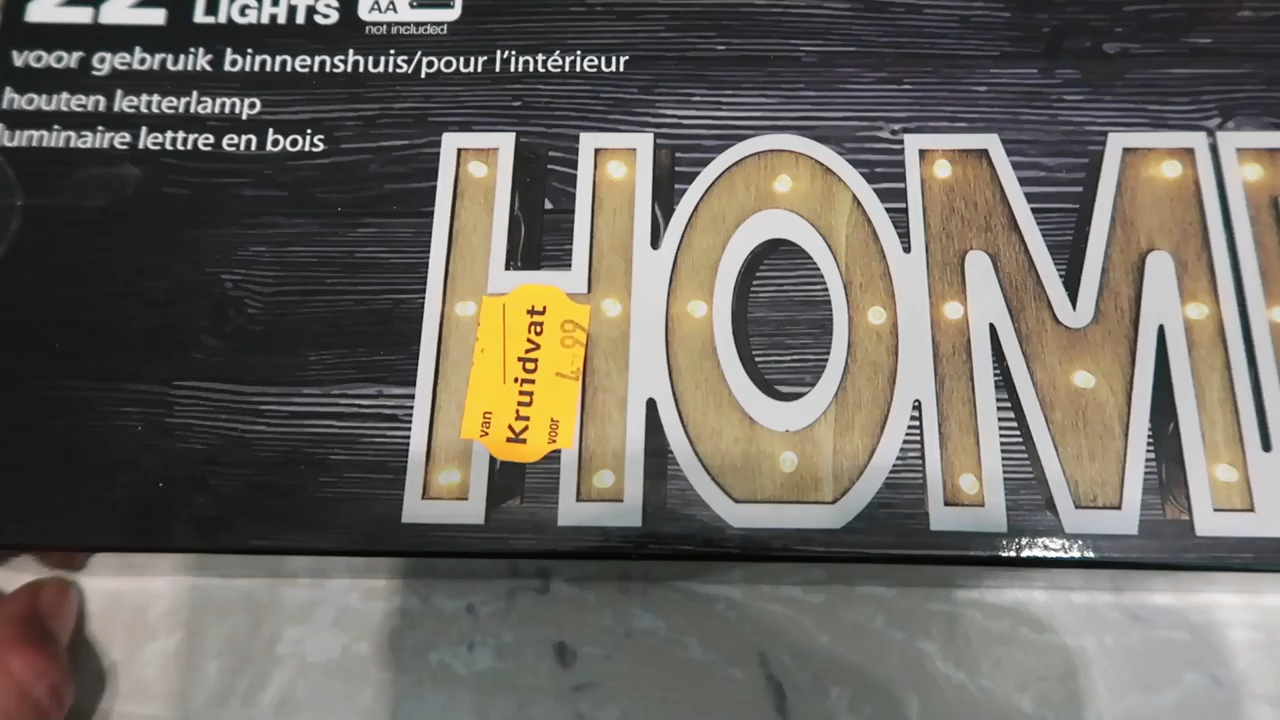 22 LIGHTS
AA
not included
voor gebruik binnenshuis/pour l'intérieur
houten letterlamp
luminaire lettre en bois
HOM
van
Kruidvat
voor 4.99